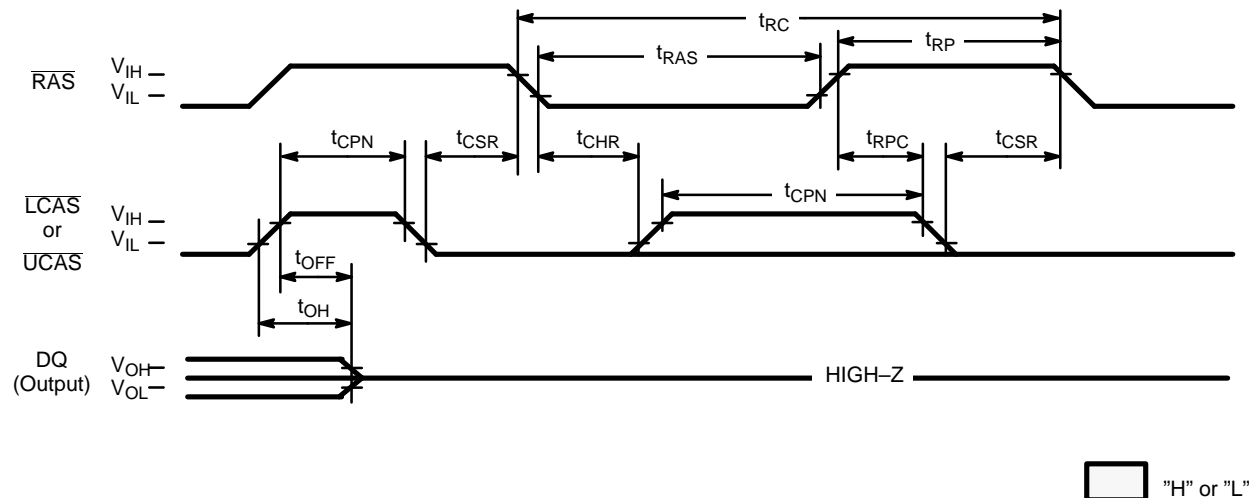 tRC
tRAS
tRP
RAS
VIH
VIL
tCPN
tCSR
tCHR
tRPC
tCSR
tCPN
LCAS
or
UCAS
VIH
VIL
tOFF
tOH
DQ
(Output)
VOH
VOL
HIGH–Z
”H” or ”L”